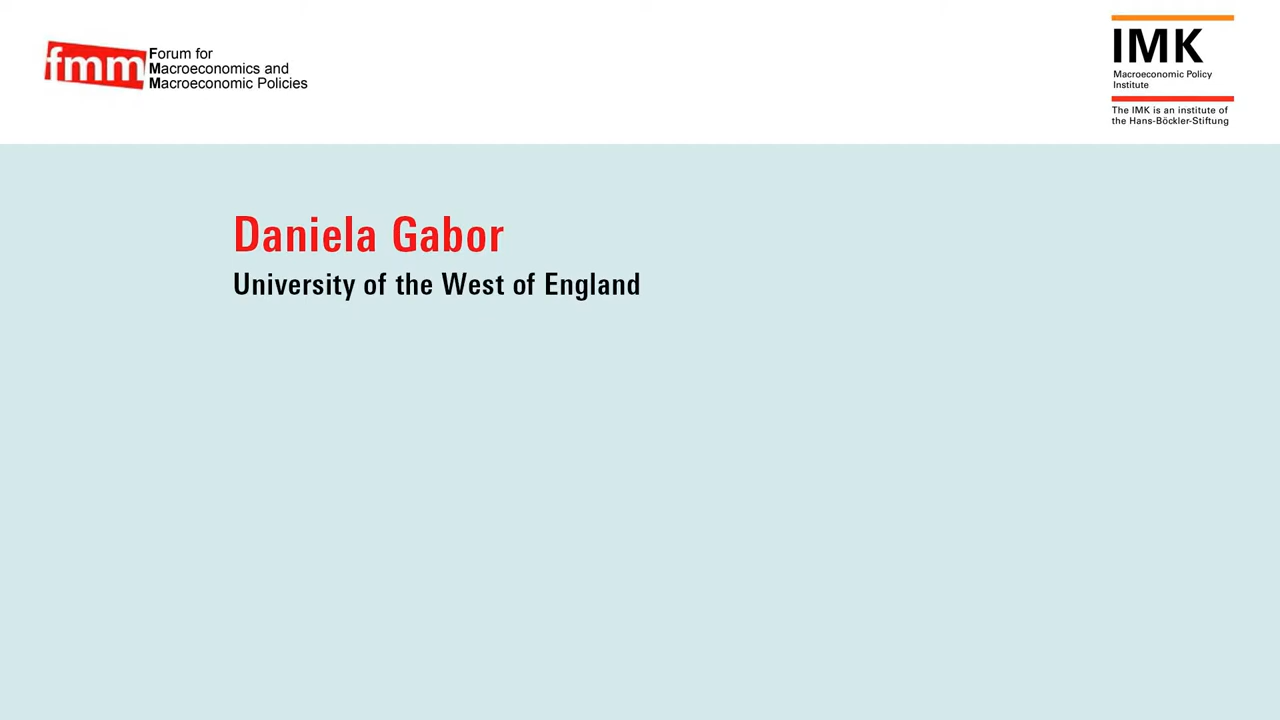 fmm
Forum for
Macroeconomics and
Macroeconomic Policies
IMK
Macroeconomic Policy
Institute
The IMK is an institute of
the Hans-Böckler-Stiftung
Daniela Gabor
University of the West of England